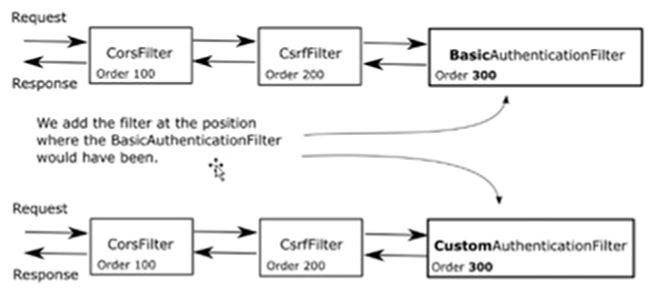 Request
CorsFilter
Order 100
CsrfFilter
Order 200
BasicAuthenticationFilter
Order 300
Response
We add the filter at the position
where the BasicAuthenticationFilter
would have been.
Request
CorsFilter
Order 100
CsrfFilter
Order 200
CustomAuthenticationFilter
Order 300
Response